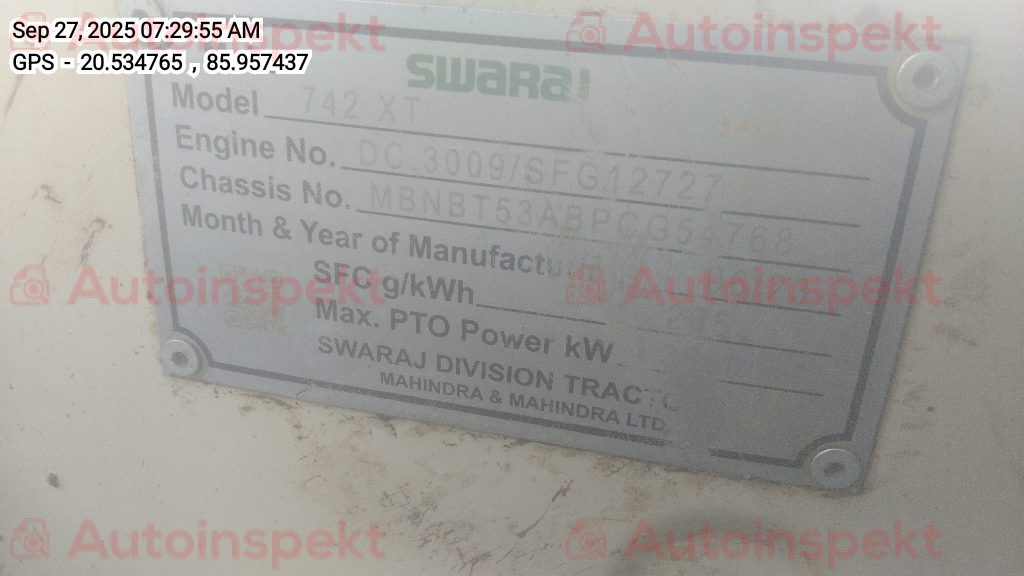 Sep 27, 2025 07:29:55 AM
GPS - 20.534765 , 85.957437
Autoinspekt Autoinspekt
SWARAJ
Model 742 XT
Engine No. DC.3009/SFG12727
Chassis No. MBNBT53ABPCG54768
Month & Year of
SFC g/kWh
Autoinspekt Autoinspekt
Max. PTO Power kW
SWARAJ DIVISION
MAHINDRA & MAHINDRA LTD.
Autoinspekt Autoinspekt